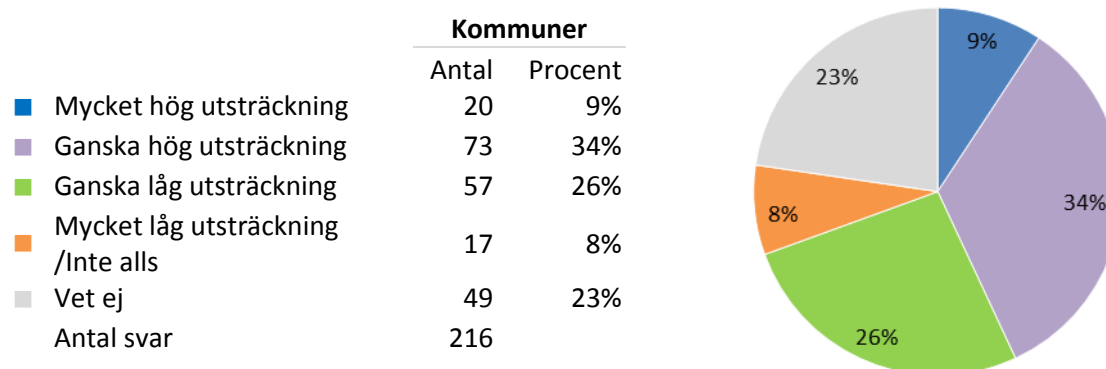 Kommuner
Antal Procent
Mycket hög utsträckning 20 9%
Ganska hög utsträckning 73 34%
Ganska låg utsträckning 57 26%
Mycket låg utsträckning
/Inte alls 17 8%
Vet ej 49 23%
Antal svar 216
9%
23%
34%
8%
26%